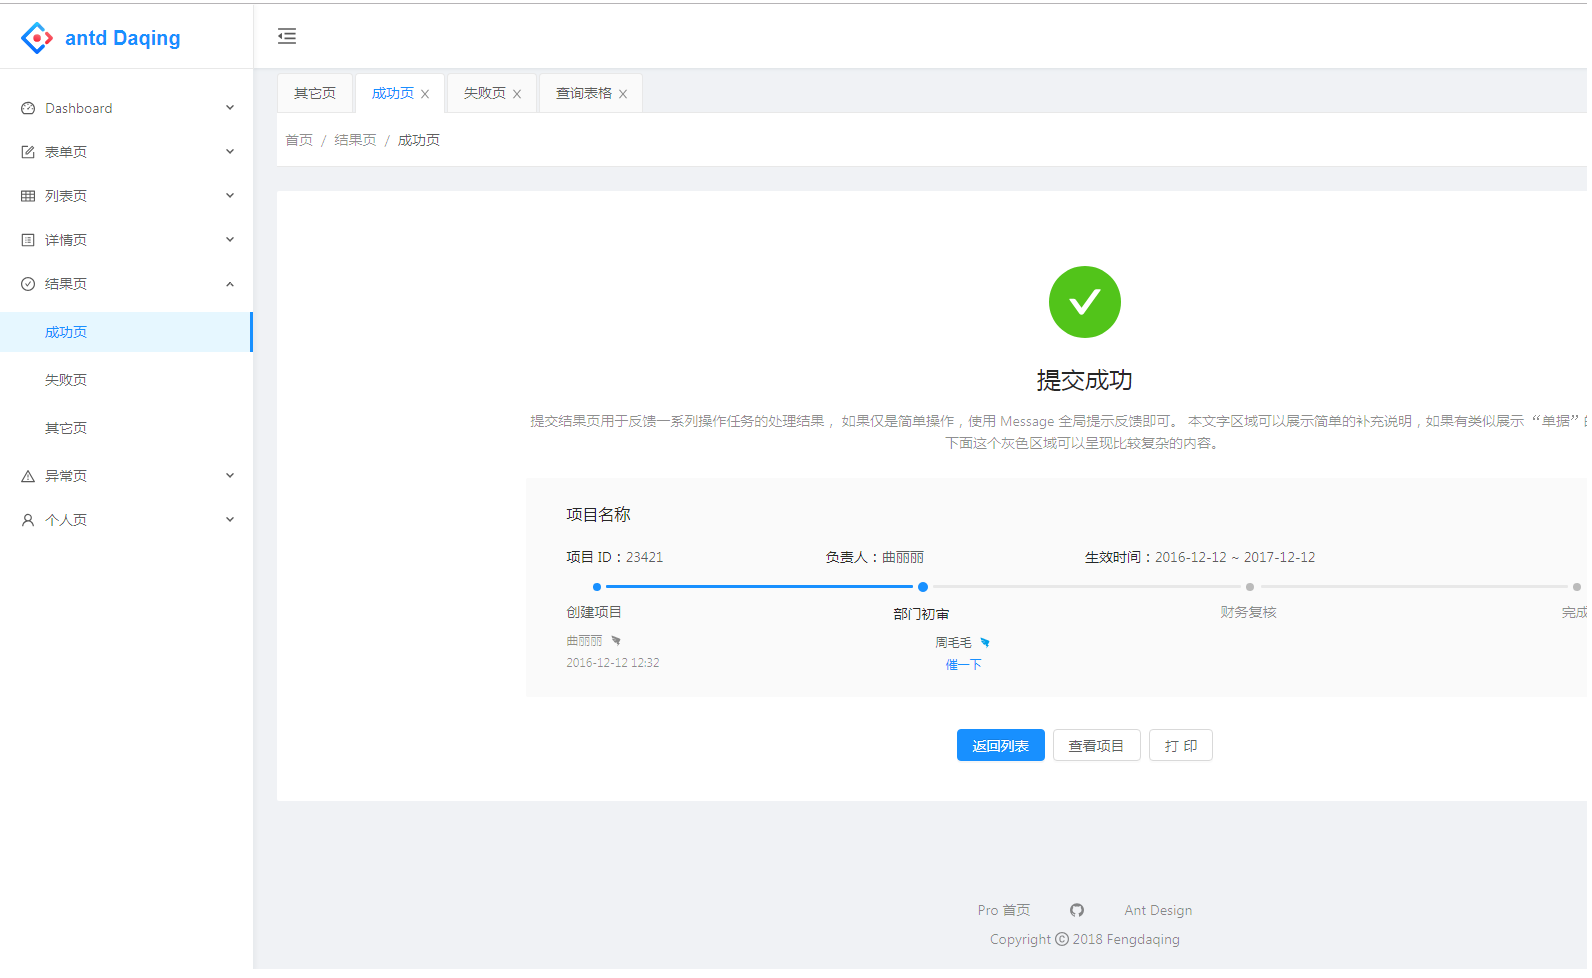 antd Daqing
Dashboard
表单页
列表页
详情页
结果页
成功页
失败页
其它页
异常页
个人页
其它页 成功页 失败页 查询表格
首页 / 结果页 / 成功页
提交成功
提交结果页用于反馈一系列操作任务的处理结果， 如果仅是简单操作，使用 Message 全局提示反馈即可。 本文字区域可以展示简单的补充说明，如果有类似展示 “单据”
下面这个灰色区域可以呈现比较复杂的内容。
项目名称
项目 ID：23421 负责人：曲丽丽 生效时间：2016-12-12 ~ 2017-12-12
创建项目 部门初审 财务复核 完成
曲丽丽 周毛毛
2016-12-12 12:32 催一下
返回列表 查看项目 打 印
Pro 首页 Ant Design
Copyright © 2018 Fengdaqing